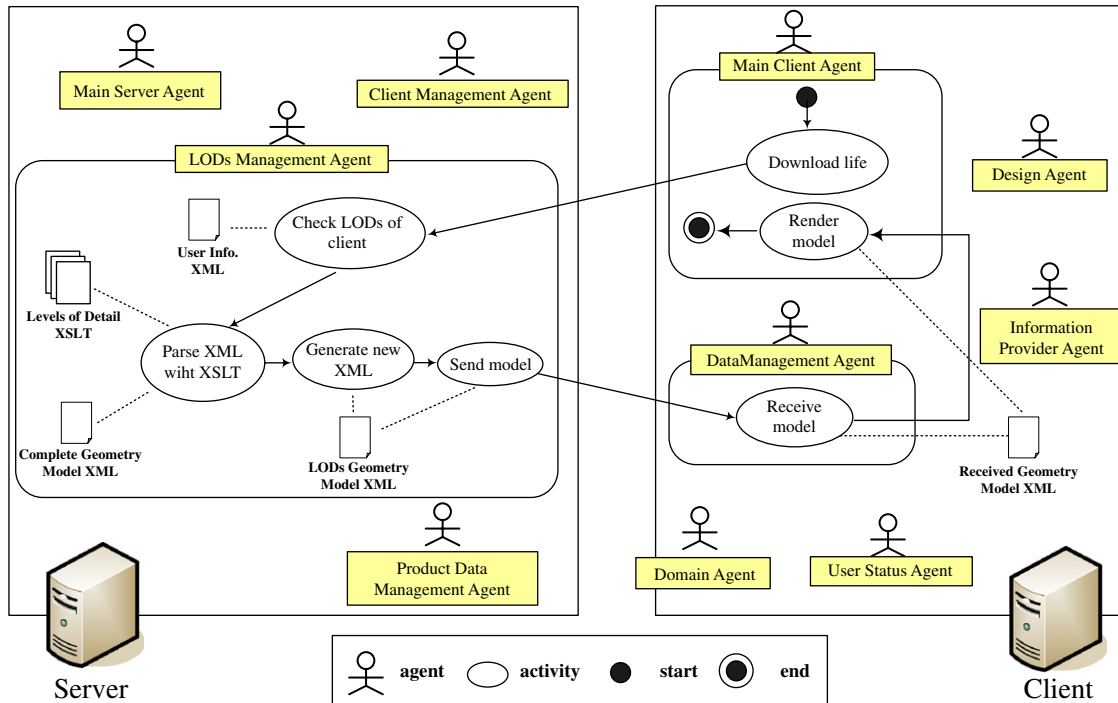 Main Server Agent
Client Management Agent
LODs Management Agent
Check LODs of
client
User Info.
XML
Levels of Detail
XSLT
Parse XML
wiht XSLT
Generate new
XML
Send model
Complete Geometry
Model XML
LODs Geometry
Model XML
Product Data
Management Agent
Server
Main Client Agent
Download life
Render
model
Design Agent
Information
Provider Agent
DataManagement Agent
Receive
model
Received Geometry
Model XML
Domain Agent
User Status Agent
Client
agent
activity
start
end